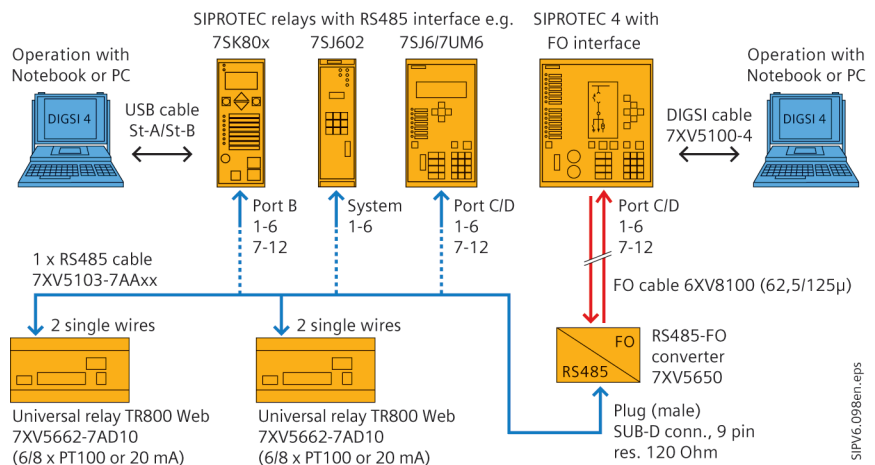 SIPROTEC relays with RS485 interface e.g.
7SK80x
7SJ602
7SJ6/7UM6
SIPROTEC 4 with
FO interface
Operation with
Notebook or PC
DIGSI 4
USB cable
St-A/St-B
DIGSI cable
7XV5100-4
Operation with
Notebook or PC
DIGSI 4
Port B
1-6
7-12
System
1-6
Port C/D
1-6
7-12
Port C/D
1-6
7-12
1 x RS485 cable
7XV5103-7AAxx
FO cable 6XV8100 (62,5/125µ)
2 single wires
2 single wires
FO
RS485
RS485-FO
converter
7XV5650
Universal relay TR800 Web
7XV5662-7AD10
(6/8 x PT100 or 20 mA)
Universal relay TR800 Web
7XV5662-7AD10
(6/8 x PT100 or 20 mA)
Plug (male)
SUB-D conn., 9 pin
res. 120 Ohm
SIPV6.098en.eps